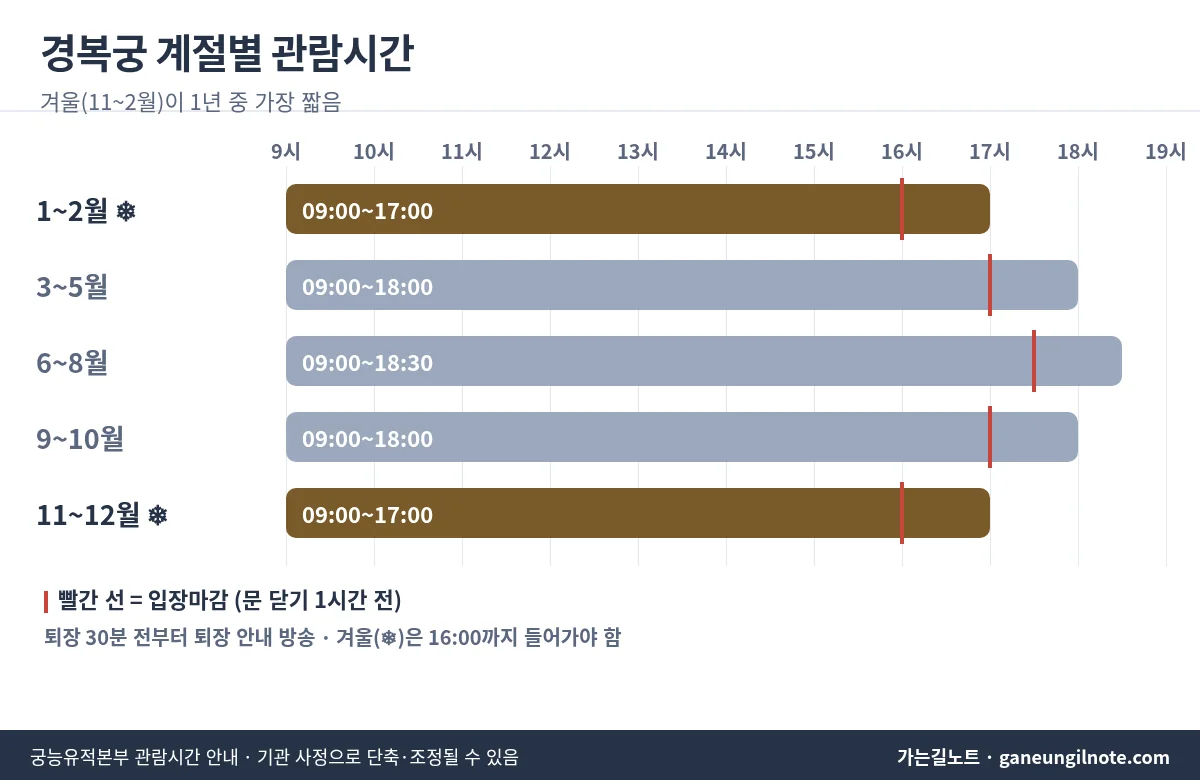 경복궁 계절별 관람시간
겨울(11~2월)이 1년 중 가장 짧음
9시 10시 11시 12시 13시 14시 15시 16시 17시 18시 19시
1~2월 ❄ 09:00~17:00
3~5월 09:00~18:00
6~8월 09:00~18:30
9~10월 09:00~18:00
11~12월 ❄ 09:00~17:00
빨간 선 = 입장마감 (문 닫기 1시간 전)
퇴장 30분 전부터 퇴장 안내 방송 · 겨울(❄)은 16:00까지 들어가야 함
궁능유적본부 관람시간 안내 · 기관 사정으로 단축·조정될 수 있음
가는길노트 · ganeungilnote.com